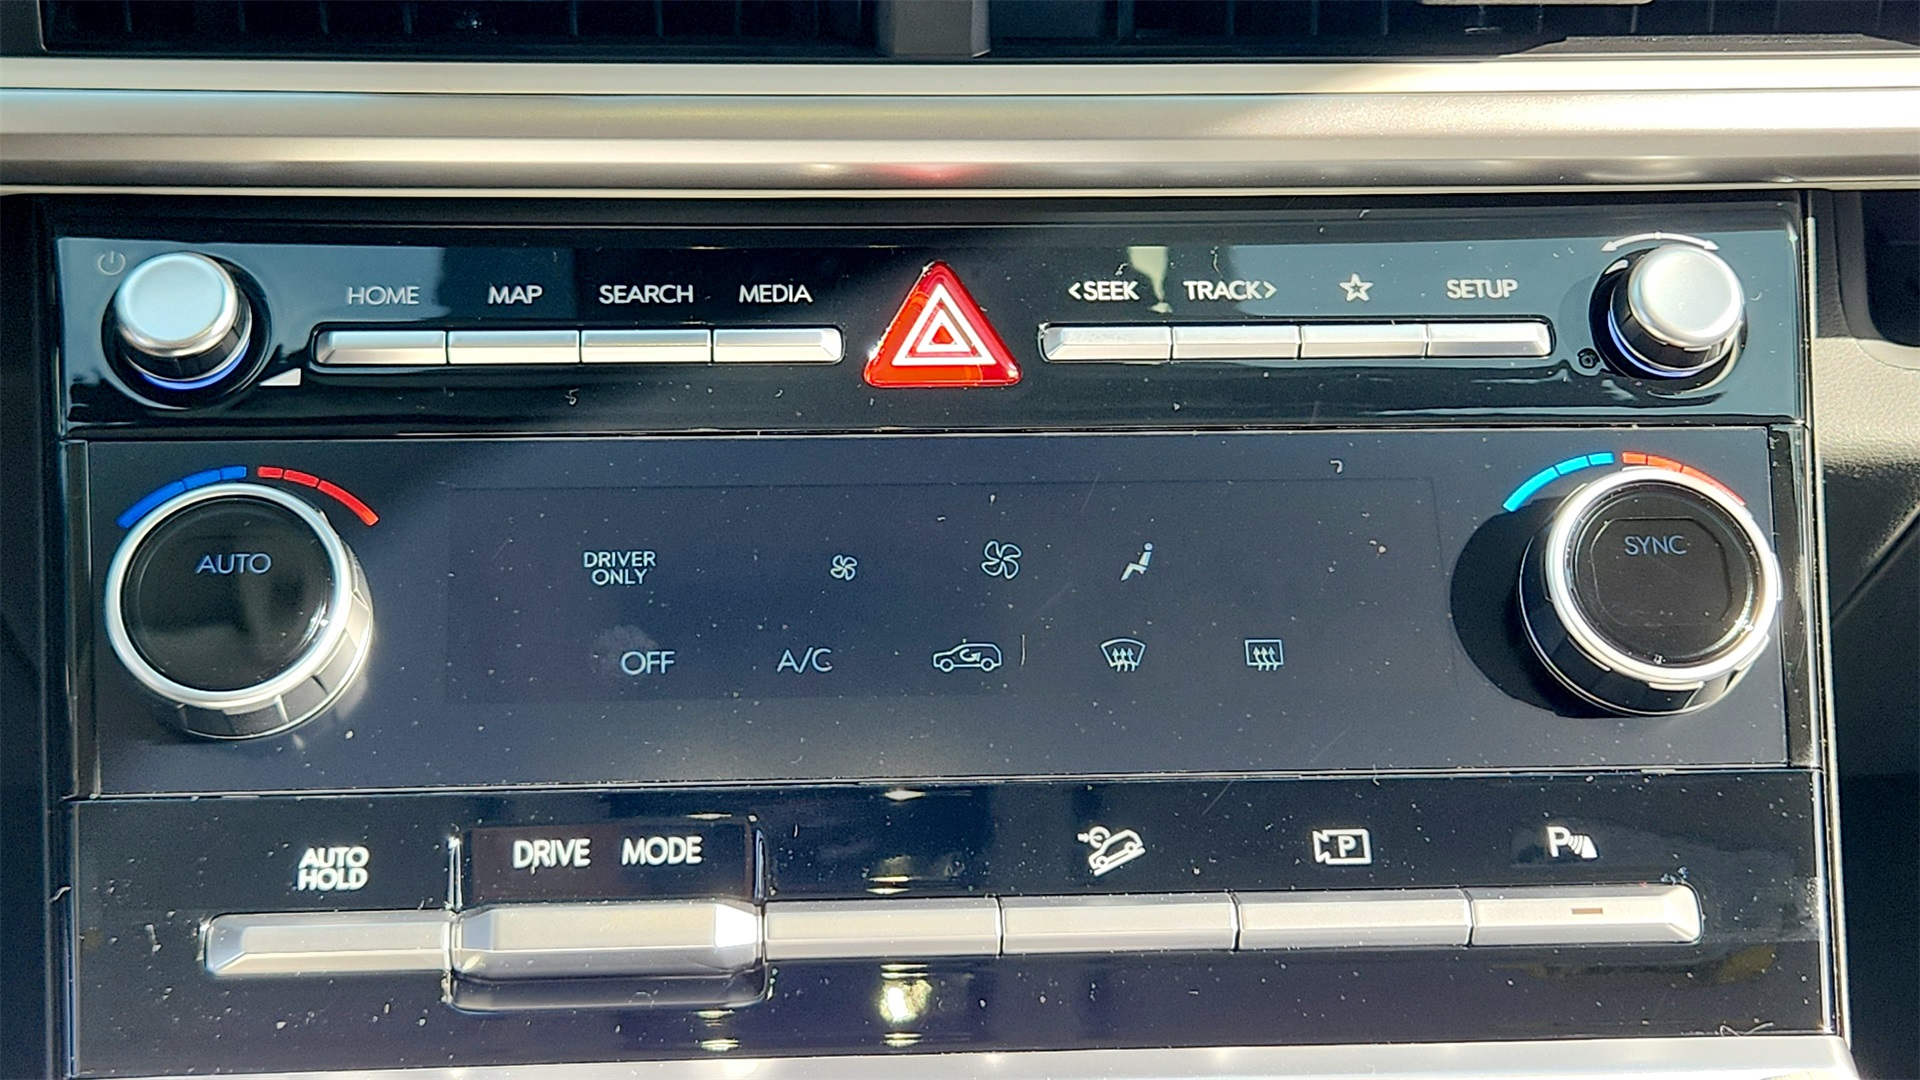 HOME MAP SEARCH MEDIA <SEEK TRACK> SETUP
AUTO
DRIVER
ONLY
SYNC
OFF A/C
AUTO
HOLD
DRIVE MODE
P
P